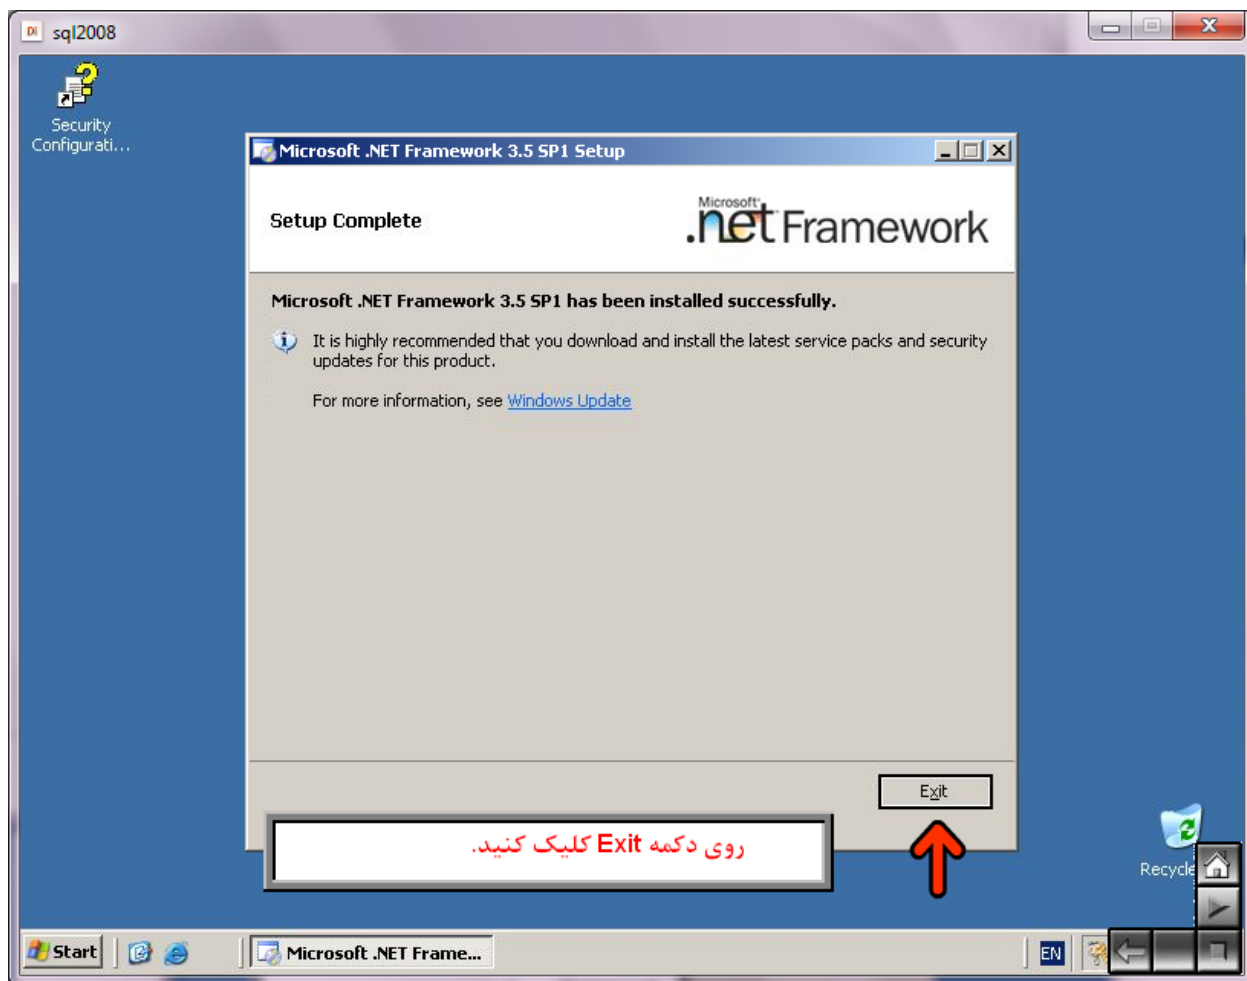 sql2008
Security
Configurati...
Microsoft .NET Framework 3.5 SP1 Setup
Setup Complete
Microsoft
.net Framework
Microsoft .NET Framework 3.5 SP1 has been installed successfully.
It is highly recommended that you download and install the latest service packs and security
updates for this product.
For more information, see Windows Update
Exit
روی دکمه Exit کلیک کنید.
Recycle
Start
Microsoft .NET Frame...
EN